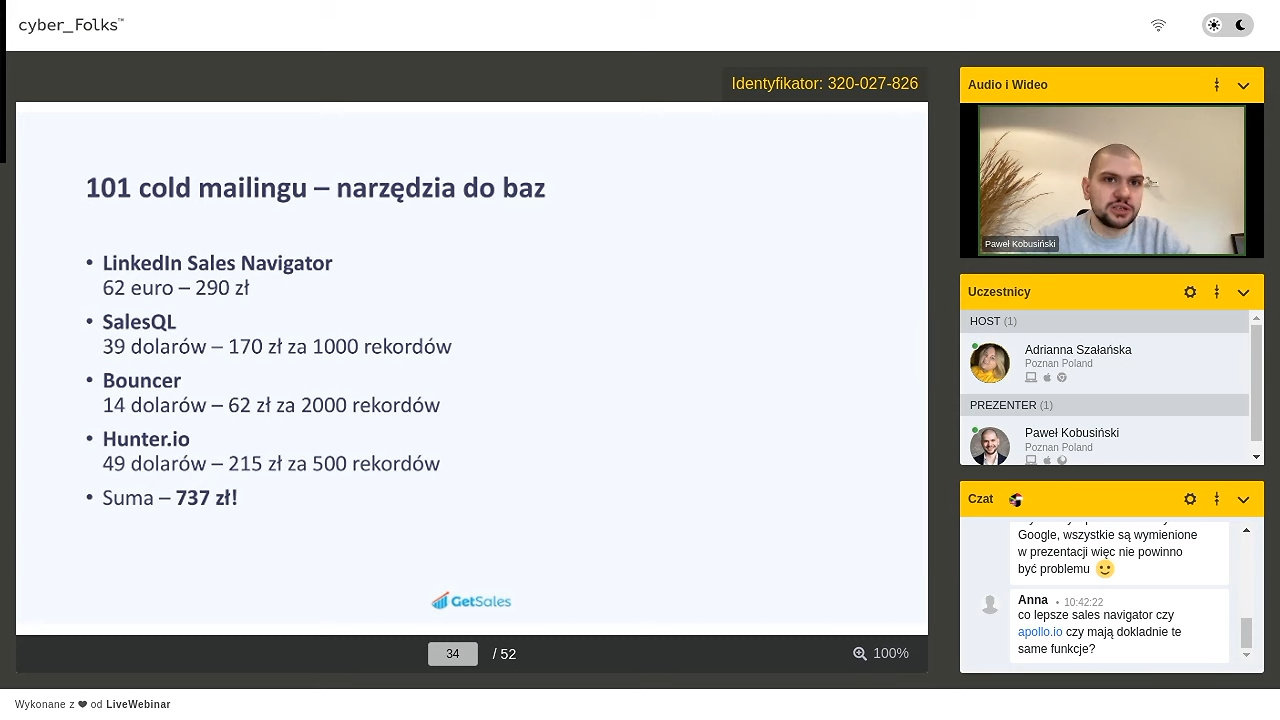 cyber_Folks™
Identyfikator: 320-027-826
101 cold mailingu – narzędzia do baz
• LinkedIn Sales Navigator
62 euro – 290 zł
• SalesQL
39 dolarów – 170 zł za 1000 rekordów
• Bouncer
14 dolarów – 62 zł za 2000 rekordów
• Hunter.io
49 dolarów – 215 zł za 500 rekordów
• Suma – 737 zł!
GetSales
34 / 52
100%
Audio i Wideo
Paweł Kobusiński
Uczestnicy
HOST (1)
Adrianna Szałańska
Poznan Poland
PREZENTER (1)
Paweł Kobusiński
Poznan Poland
Czat
Google, wszystkie są wymienione
w prezentacji więc nie powinno
być problemu
Anna • 10:42:22
co lepsze sales navigator czy
apollo.io czy mają dokladnie te
same funkcje?
Wykonane z ❤ od LiveWebinar